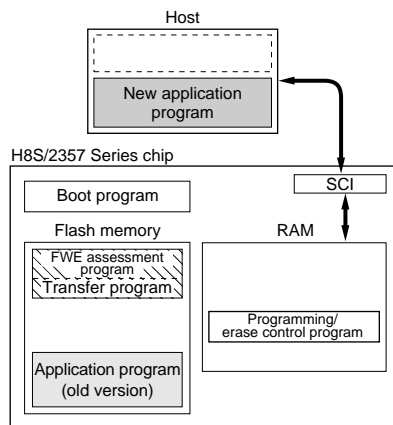 Host
New application
program
H8S/2357 Series chip
Boot program
SCI
Flash memory
RAM
FWE assessment
program
Transfer program
Programming/
erase control program
Application program
(old version)